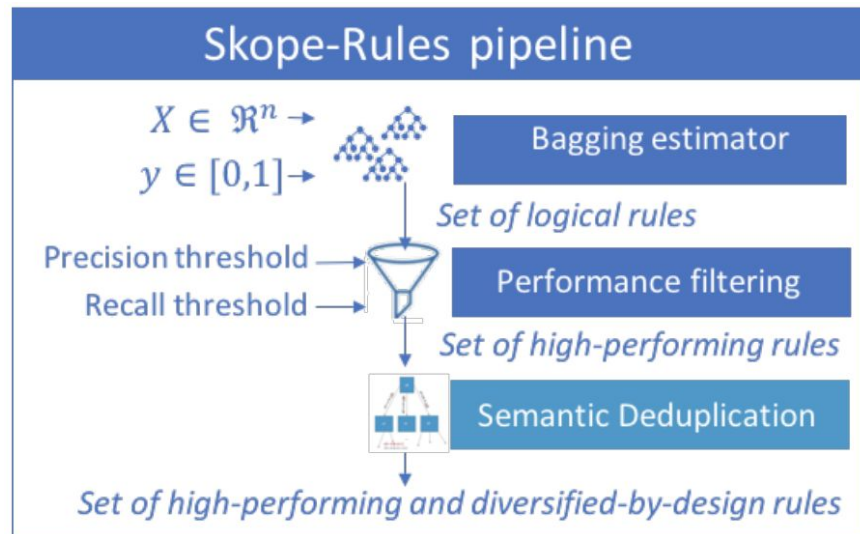 Skope-Rules pipeline
X ∈ ℜⁿ
Bagging estimator
y ∈ [0,1]
Set of logical rules
Precision threshold
Performance filtering
Recall threshold
Set of high-performing rules
Semantic Deduplication
Set of high-performing and diversified-by-design rules